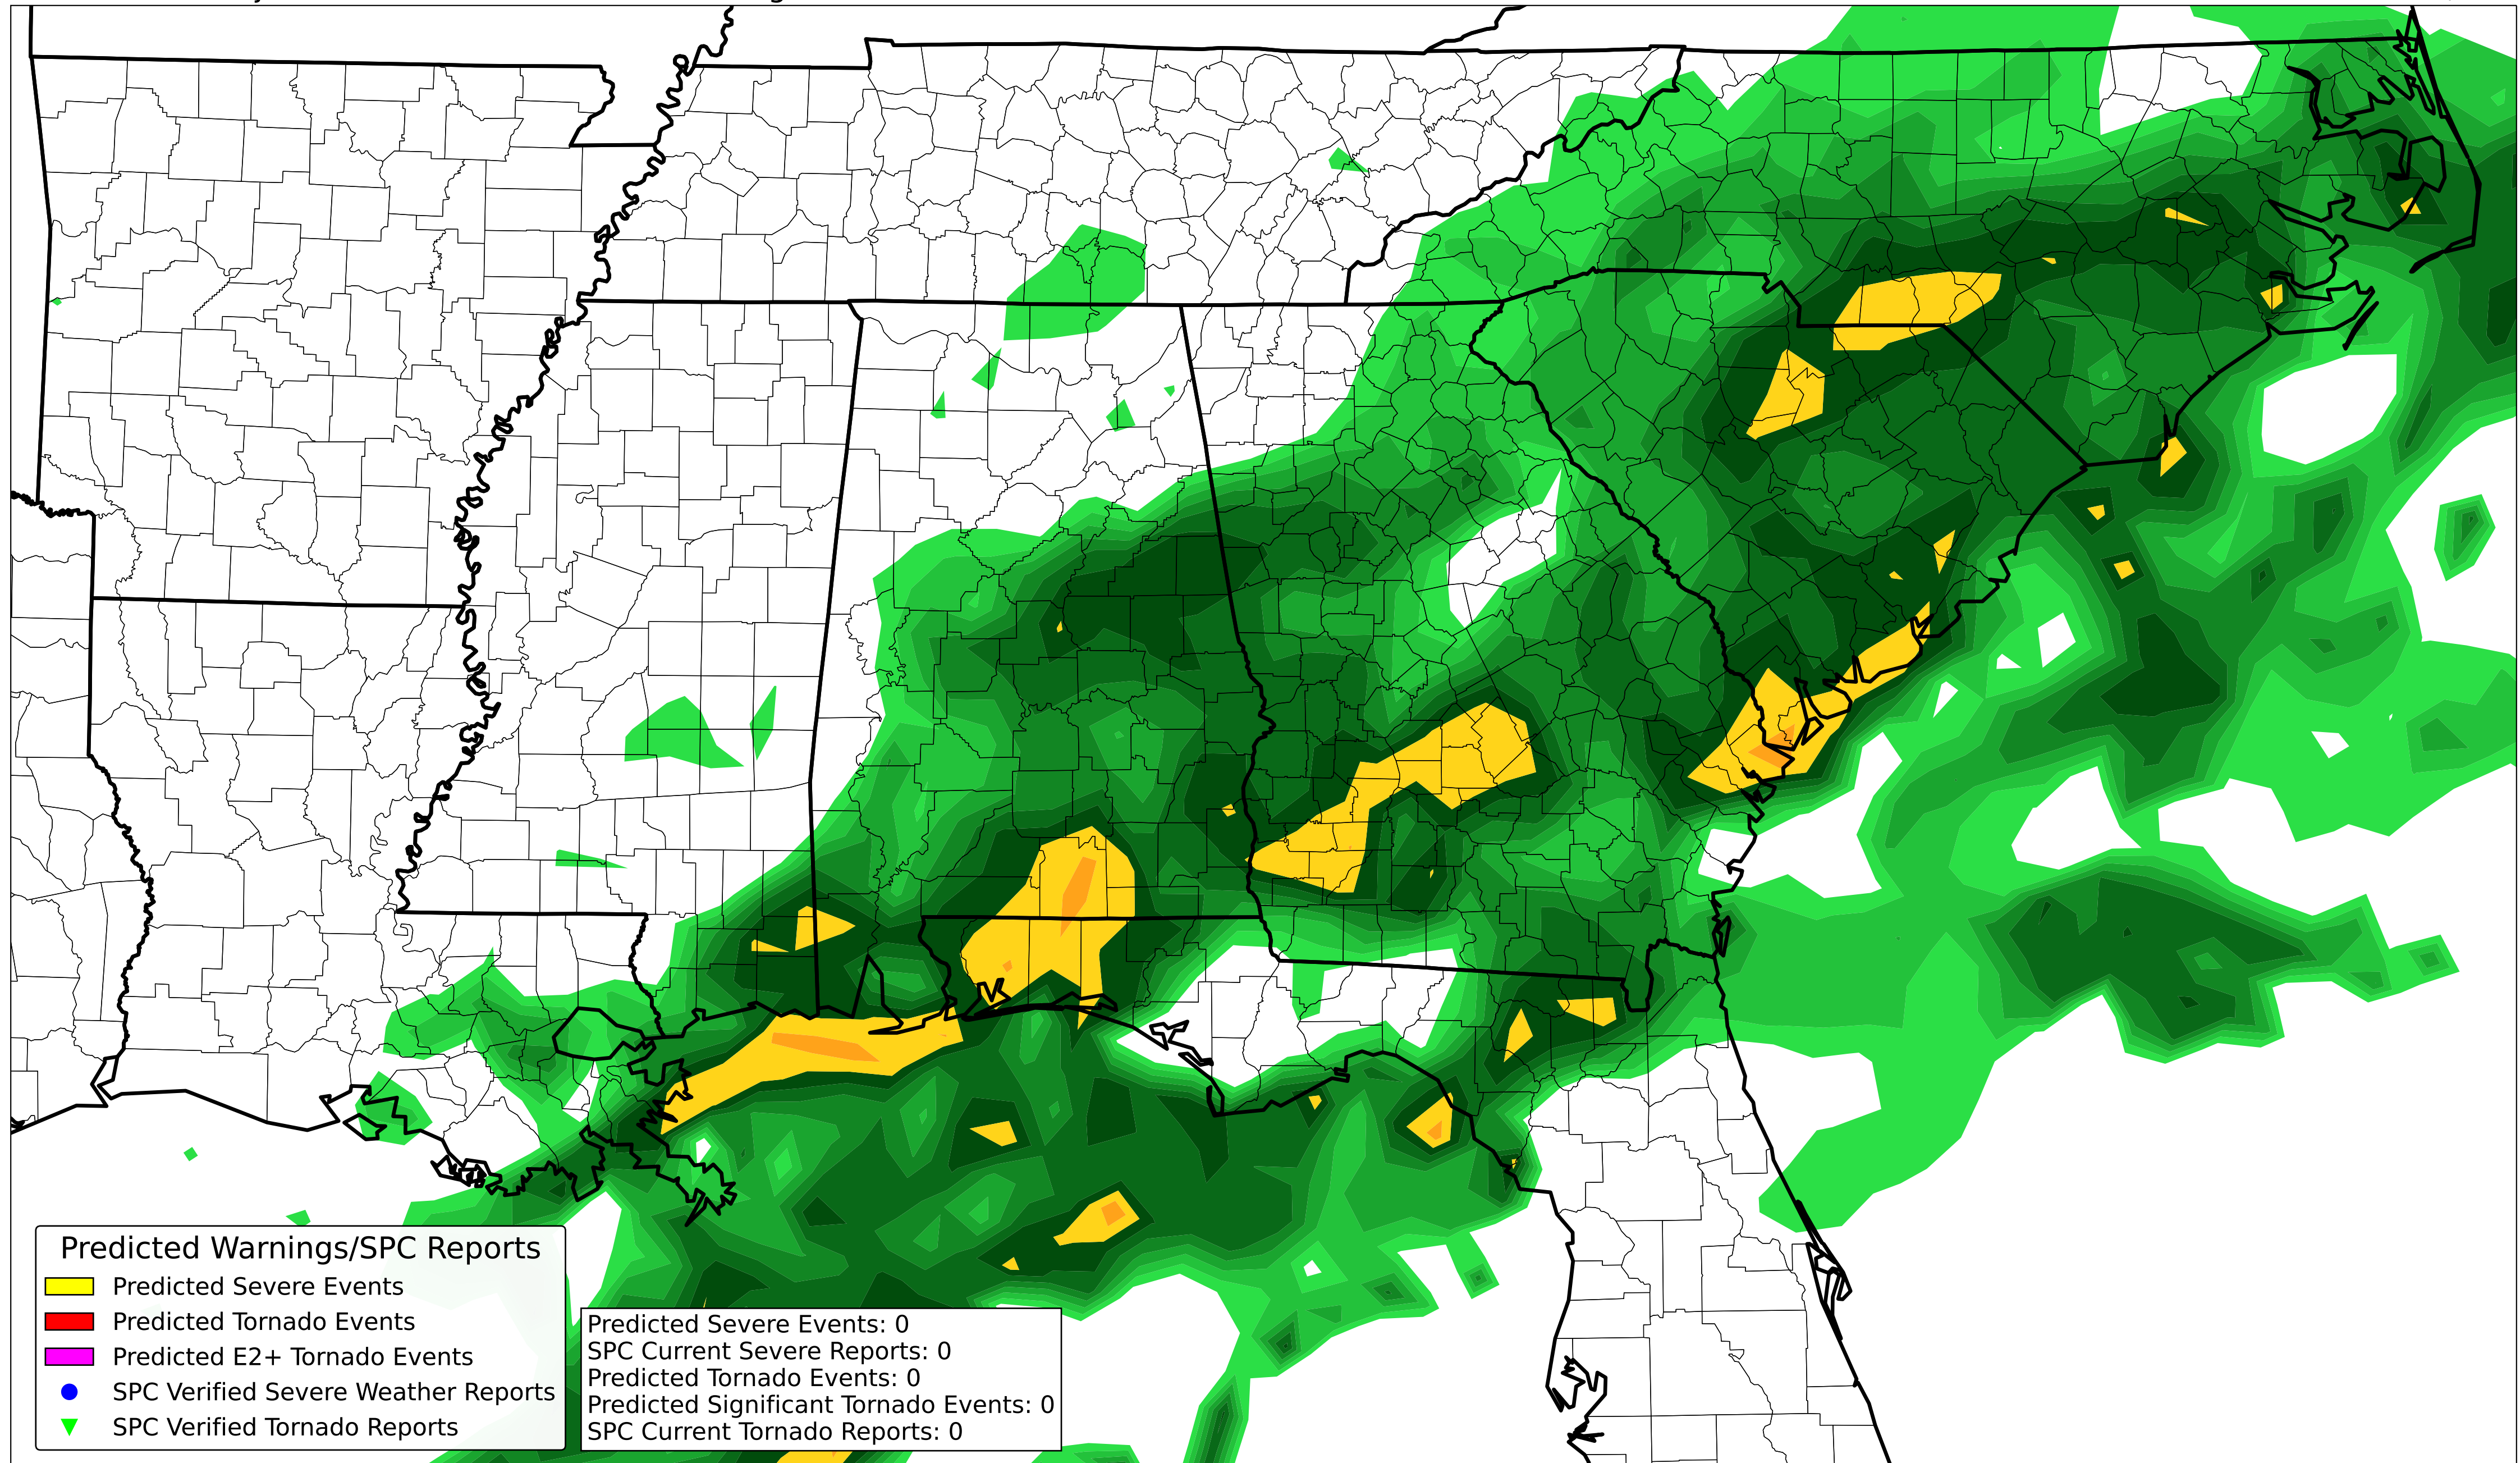 Predicted Warnings/SPC Reports
Predicted Severe Events
Predicted Tornado Events
Predicted E2+ Tornado Events
SPC Verified Severe Weather Reports
SPC Verified Tornado Reports
Predicted Severe Events: 0
SPC Current Severe Reports: 0
Predicted Tornado Events: 0
Predicted Significant Tornado Events: 0
SPC Current Tornado Reports: 0